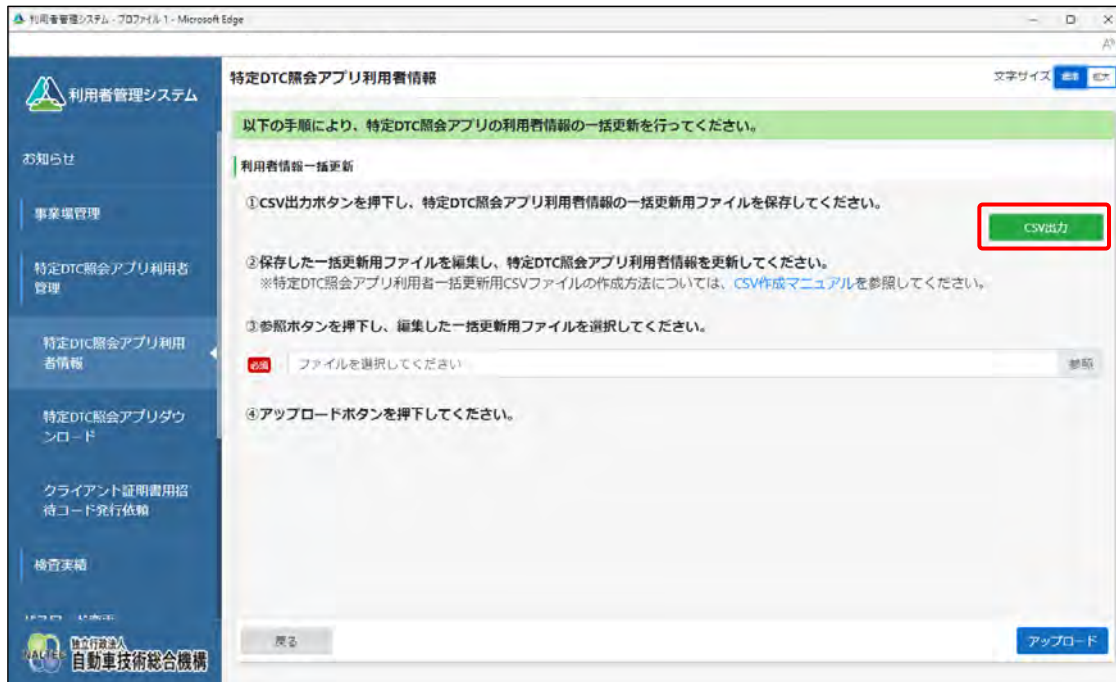 利用者管理システム - プロファイル 1 - Microsoft Edge
利用者管理システム
特定DTC照会アプリ利用者情報
文字サイズ 標準 拡大
以下の手順により、特定DTC照会アプリの利用者情報の一括更新を行ってください。
お知らせ
利用者情報一括更新
①CSV出力ボタンを押下し、特定DTC照会アプリ利用者情報の一括更新用ファイルを保存してください。
事業場管理
CSV出力
特定DTC照会アプリ利用者
管理
②保存した一括更新用ファイルを編集し、特定DTC照会アプリ利用者情報を更新してください。
※特定DTC照会アプリ利用者一括更新用CSVファイルの作成方法については、CSV作成マニュアルを参照してください。
③参照ボタンを押下し、編集した一括更新用ファイルを選択してください。
特定DTC照会アプリ利用
者情報
必須 ファイルを選択してください 参照
特定DTC照会アプリダウ
ンロード
④アップロードボタンを押下してください。
クライアント証明書用招
待コード発行依頼
検査実績
戻る
アップロード
NALTEC
独立行政法人
自動車技術総合機構